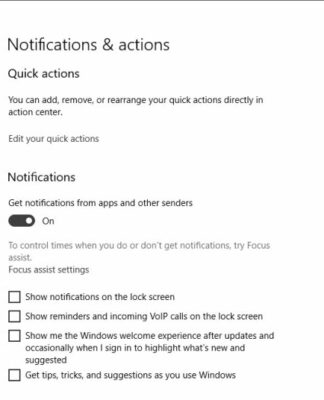 Notifications & actions
Quick actions
You can add, remove, or rearrange your quick actions directly in
action center.
Edit your quick actions
Notifications
Get notifications from apps and other senders
On
To control times when you do or don't get notifications, try Focus
assist.
Focus assist settings
Show notifications on the lock screen
Show reminders and incoming VoIP calls on the lock screen
Show me the Windows welcome experience after updates and
occasionally when I sign in to highlight what's new and
suggested
Get tips, tricks, and suggestions as you use Windows